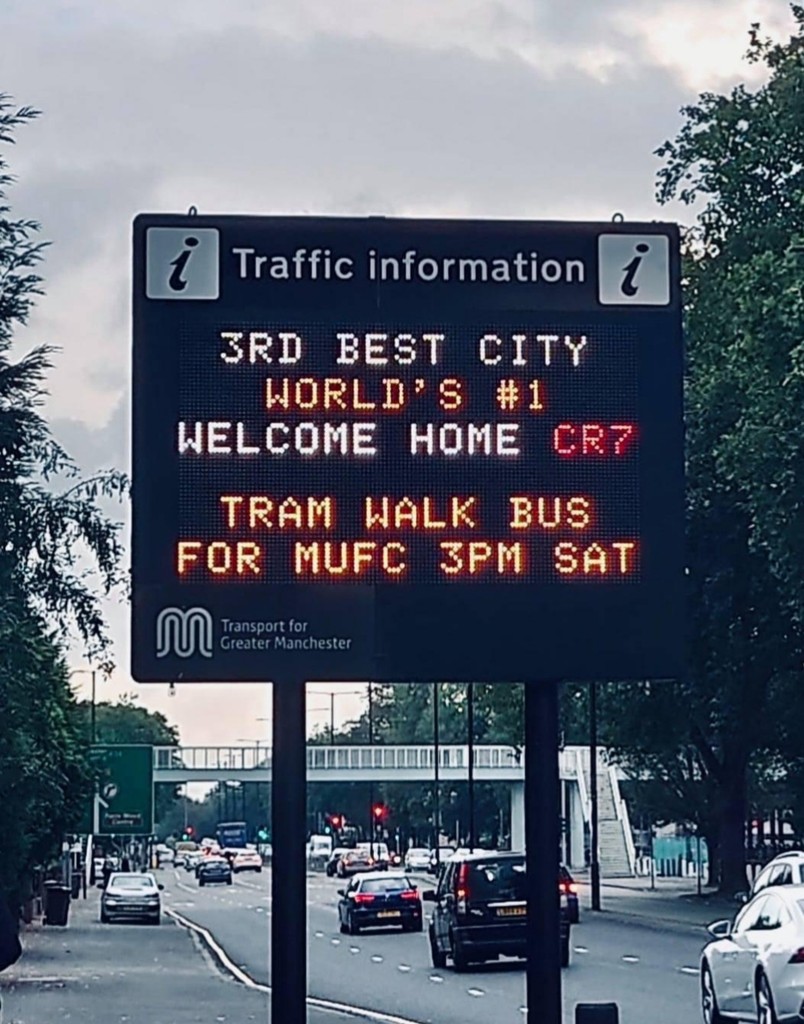 i Traffic information i
3RD BEST CITY
WORLD'S #1
WELCOME HOME CR7
TRAM WALK BUS
FOR MUFC 3PM SAT
Transport for
Greater Manchester